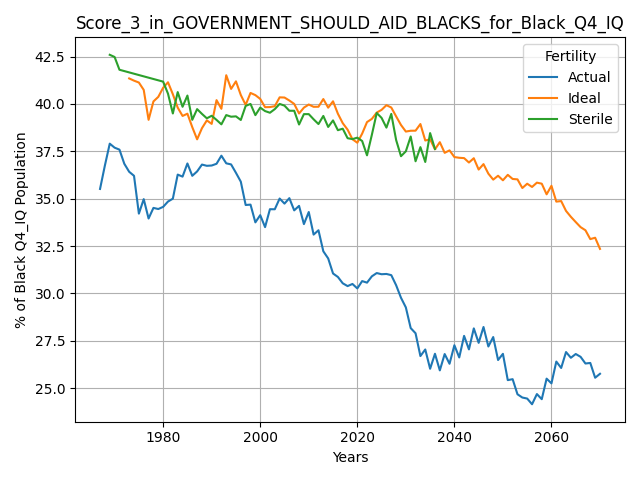 Score_3_in_GOVERNMENT_SHOULD_AID_BLACKS_for_Black_Q4_IQ
Fertility
Actual
Ideal
Sterile
% of Black Q4_IQ Population
42.5
40.0
37.5
35.0
32.5
30.0
27.5
25.0
1980 2000 2020 2040 2060
Years